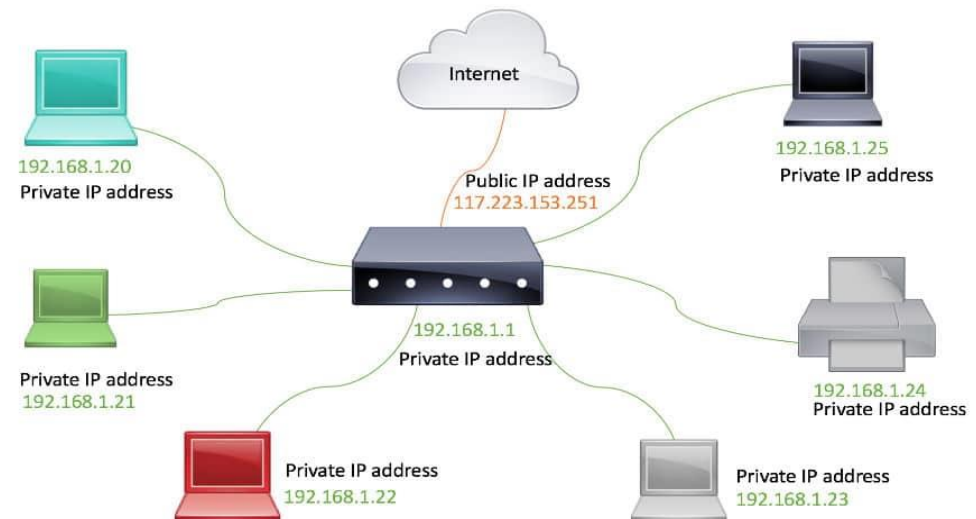 Internet
192.168.1.20
Private IP address
192.168.1.25
Private IP address
Public IP address
117.223.153.251
192.168.1.1
Private IP address
Private IP address
192.168.1.21
192.168.1.24
Private IP address
Private IP address
192.168.1.22
Private IP address
192.168.1.23